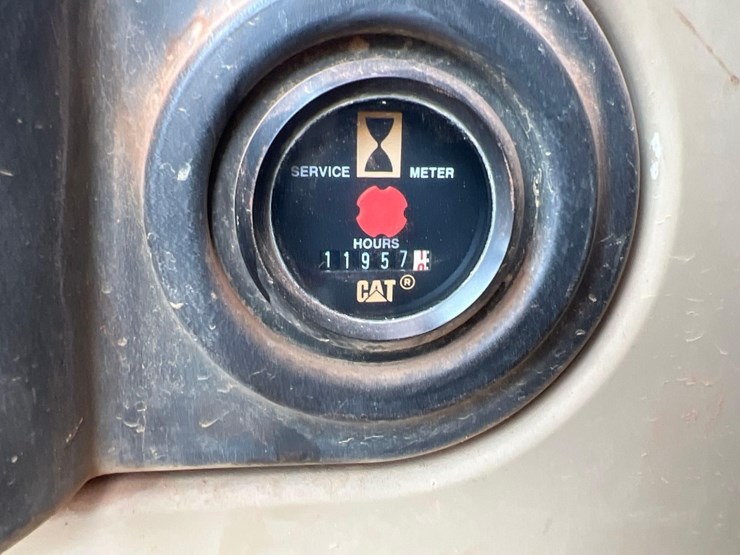 SERVICE METER
HOURS
11957
CAT®